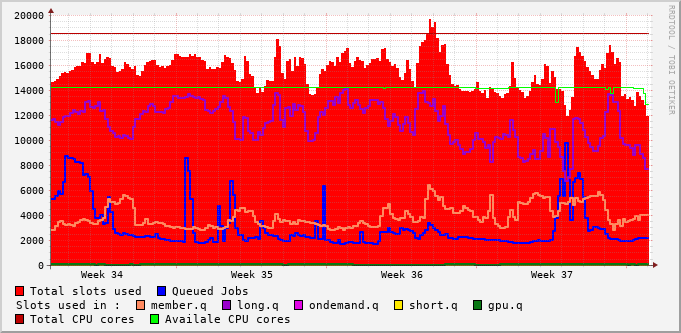 20000
18000
16000
14000
12000
10000
8000
6000
4000
2000
0
Week 34 Week 35 Week 36 Week 37
RRDTOOL / TOBI OETIKER
Total slots used Queued Jobs
Slots used in : member.q long.q ondemand.q short.q gpu.q
Total CPU cores Availale CPU cores